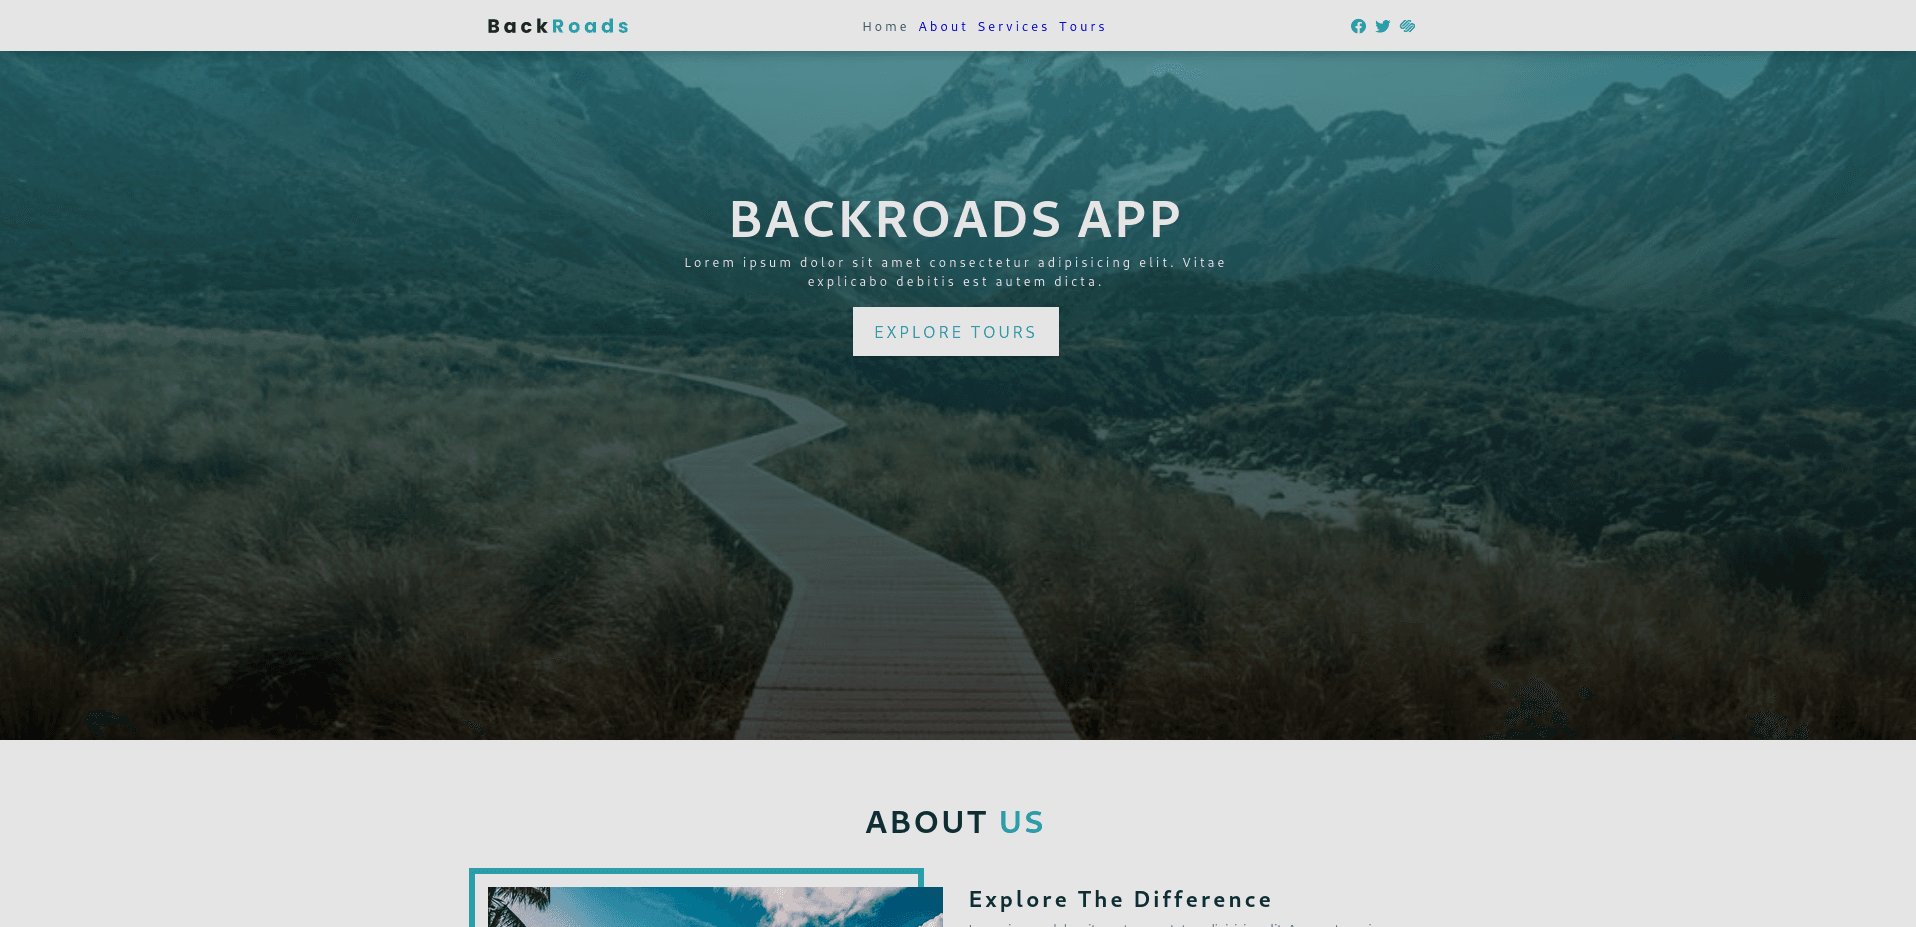 BackRoads
Home About Services Tours
BACKROADS APP
Lorem ipsum dolor sit amet consectetur adipisicing elit. Vitae
explicabo debitis est autem dicta.
EXPLORE TOURS
ABOUT US
Explore The Difference